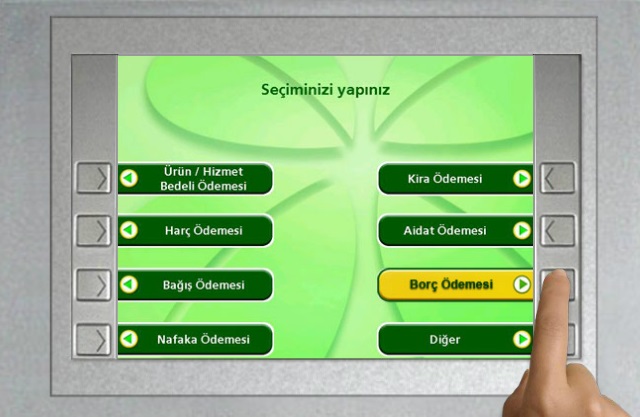 Seçiminizi yapınız
Ürün / Hizmet
Bedeli Ödemesi
Kira Ödemesi
Harç Ödemesi
Aidat Ödemesi
Bağış Ödemesi
Borç Ödemesi
Nafaka Ödemesi
Diğer